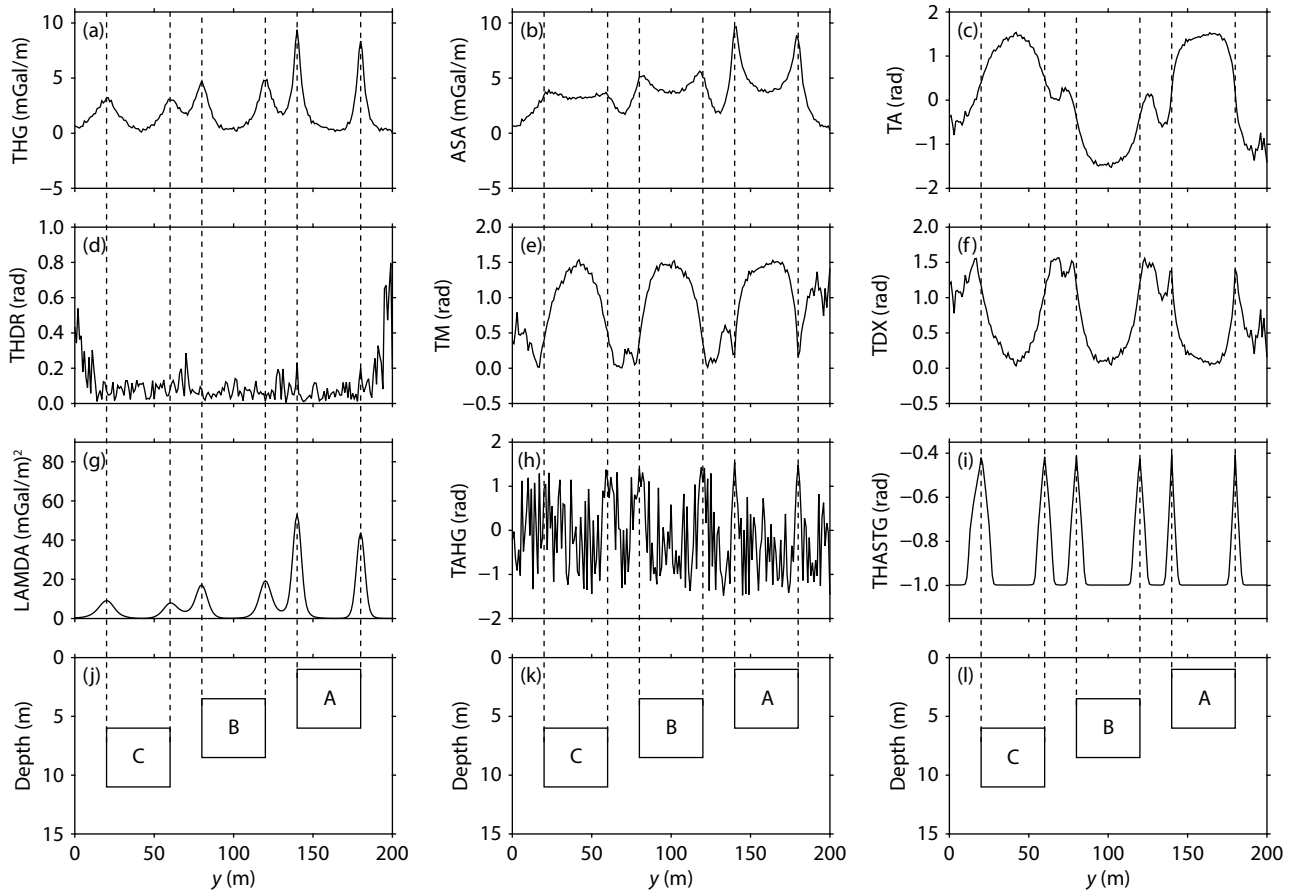 (a)
THG (mGal/m)
10
5
0
−5
(b)
ASA (mGal/m)
10
5
0
−5
(c)
TA (rad)
2
1
0
−1
−2
(d)
THDR (rad)
1.0
0.8
0.6
0.4
0.2
0.0
(e)
TM (rad)
2.0
1.5
1.0
0.5
0.0
−0.5
(f)
TDX (rad)
2.0
1.5
1.0
0.5
0.0
−0.5
(g)
LAMDA (mGal/m)²
80
60
40
20
0
(h)
TAHG (rad)
2
1
0
−1
−2
(i)
THASTG (rad)
−0.4
−0.6
−0.8
−1.0
(j)
Depth (m)
0
5
10
15
C
B
A
0 50 100 150 200
y (m)
(k)
Depth (m)
0
5
10
15
C
B
A
0 50 100 150 200
y (m)
(l)
Depth (m)
0
5
10
15
C
B
A
0 50 100 150 200
y (m)